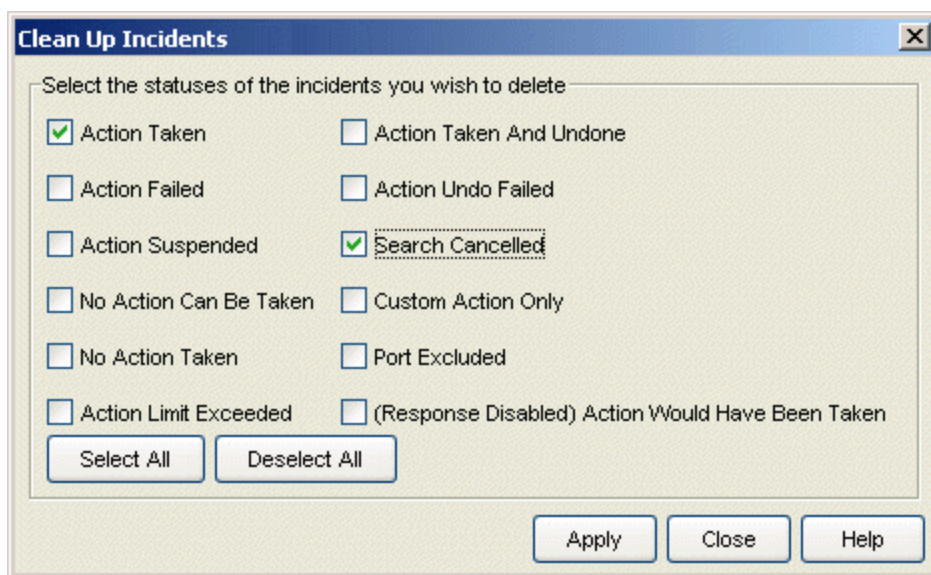 Clean Up Incidents
Select the statuses of the incidents you wish to delete
Action Taken
Action Taken And Undone
Action Failed
Action Undo Failed
Action Suspended
Search Cancelled
No Action Can Be Taken
Custom Action Only
No Action Taken
Port Excluded
Action Limit Exceeded
(Response Disabled) Action Would Have Been Taken
Select All
Deselect All
Apply
Close
Help